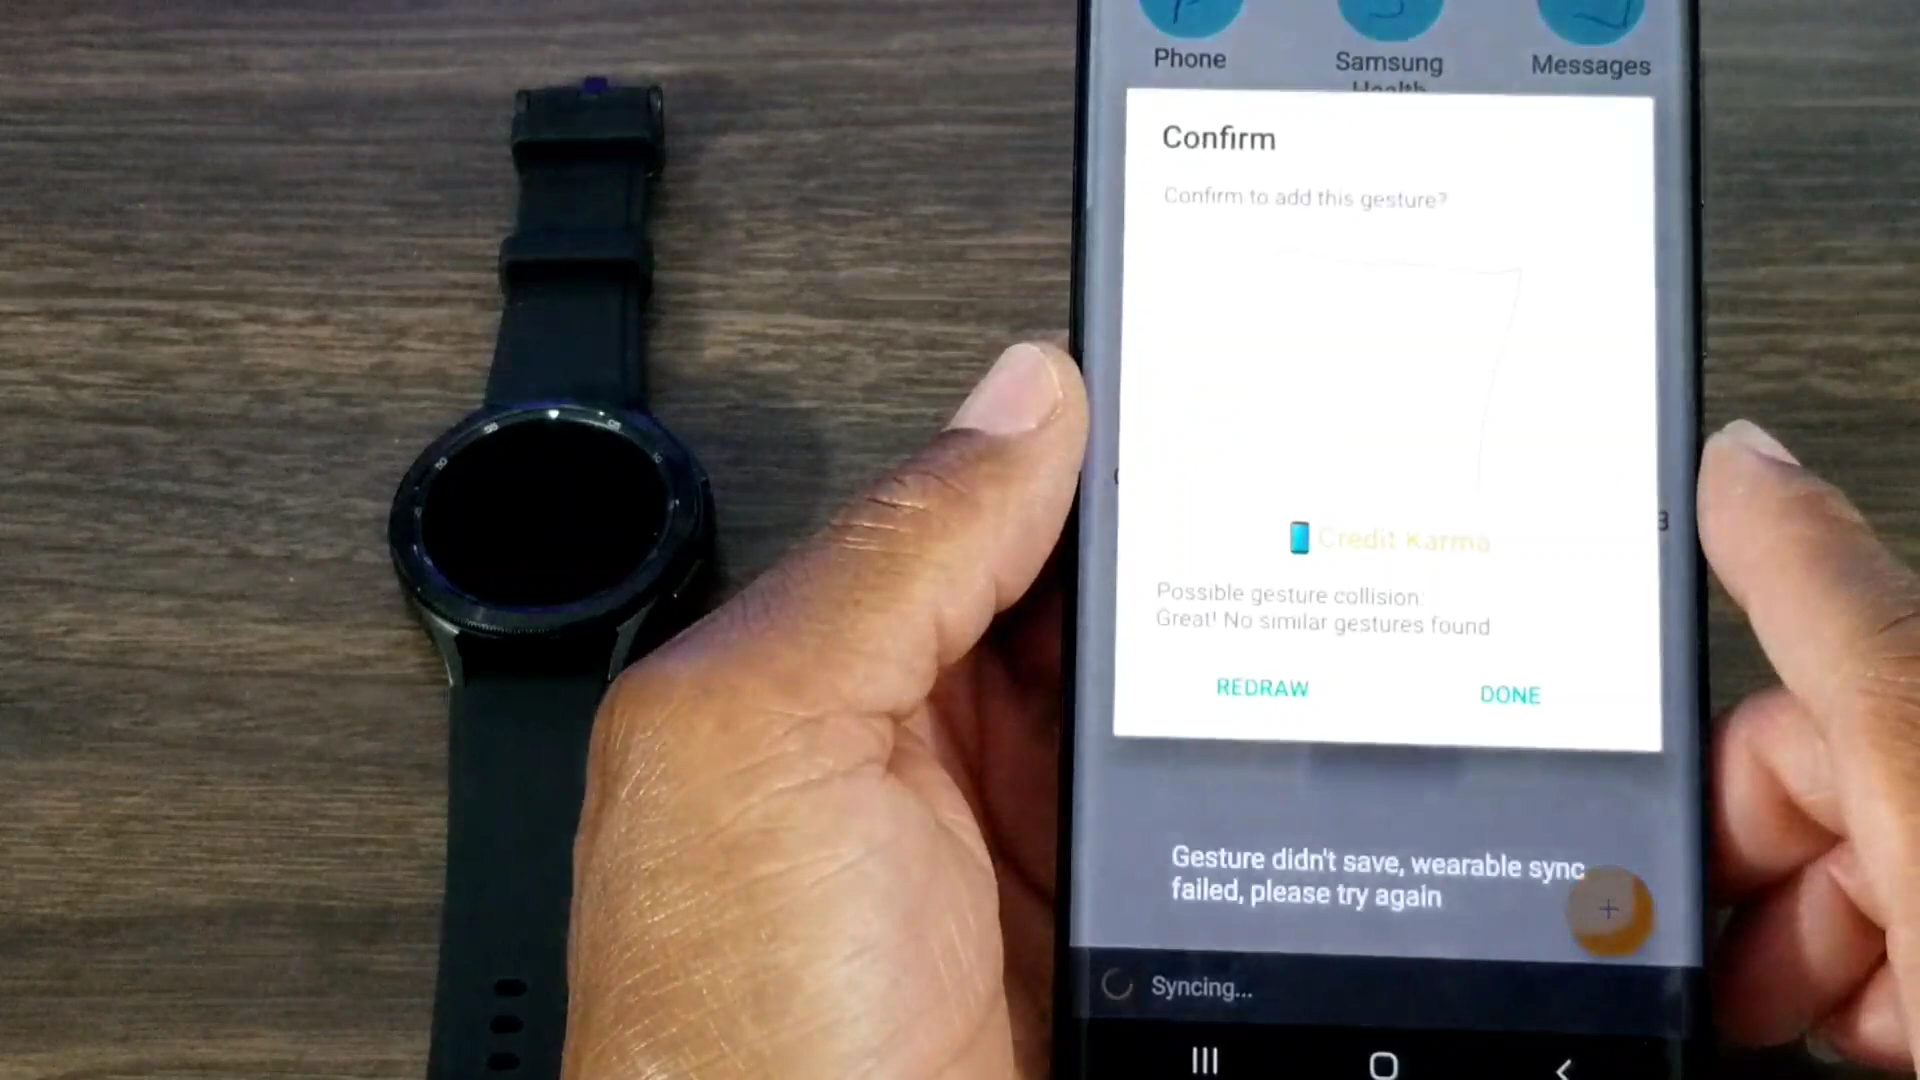 Phone
Samsung
Health
Messages
Confirm
Confirm to add this gesture?
Credit Karma
Possible gesture collision:
Great! No similar gestures found
REDRAW
DONE
Gesture didn't save, wearable sync
failed, please try again
+
Syncing...